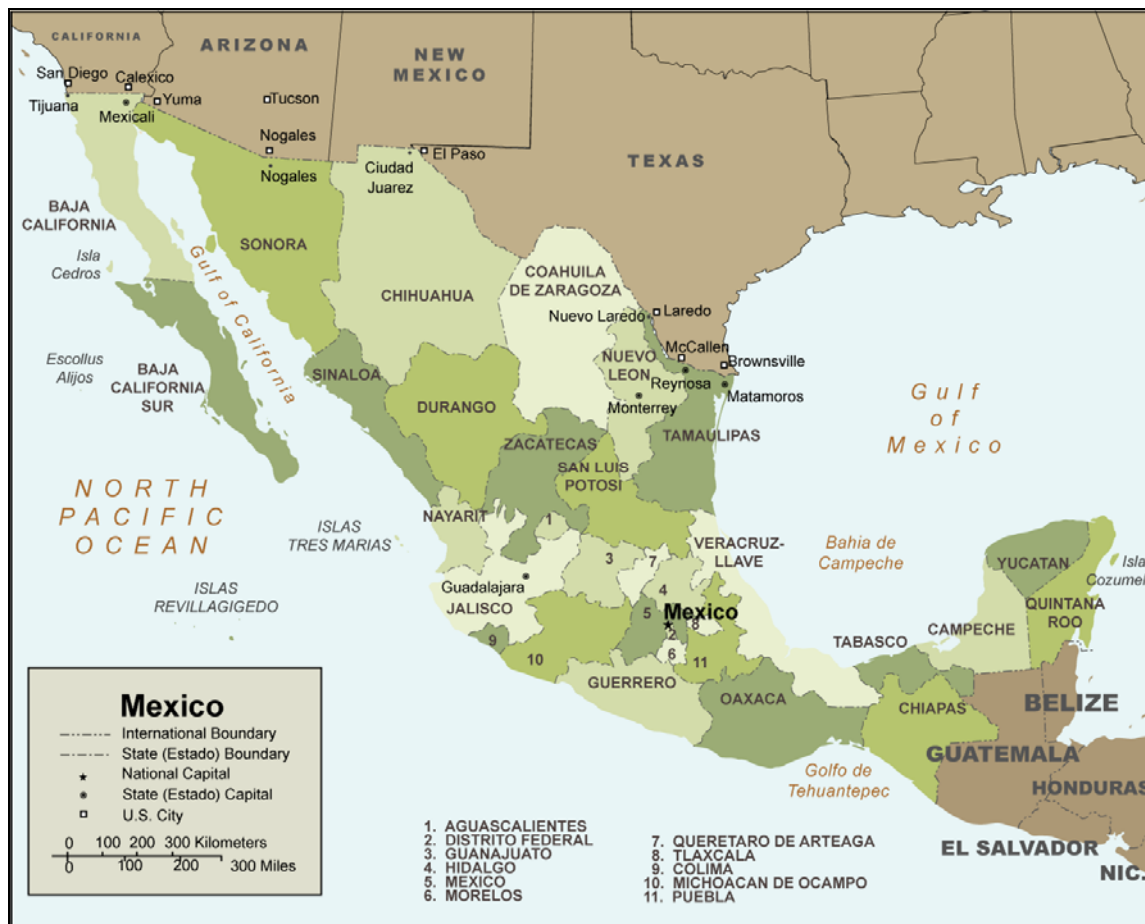 CALIFORNIA
ARIZONA
NEW
MEXICO
TEXAS
San Diego
Calexico
Tijuana
Mexicali
Yuma
Tucson
Nogales
Nogales
El Paso
Ciudad
Juarez
BAJA
CALIFORNIA
Isla
Cedros
SONORA
Gulf of California
CHIHUAHUA
COAHUILA
DE ZARAGOZA
Nuevo Laredo
Laredo
McCallen
Brownsville
NUEVO
LEON
Reynosa
Matamoros
Monterrey
Escollus
Alijos
BAJA
CALIFORNIA
SUR
SINALOA
DURANGO
ZACATECAS
TAMAULIPAS
SAN LUIS
POTOSI
Gulf
of
Mexico
NORTH
PACIFIC
OCEAN
ISLAS
TRES MARIAS
NAYARIT
1
3
7
4
VERACRUZ-
LLAVE
Bahia de
Campeche
YUCATAN
Isla
Cozumel
ISLAS
REVILLAGIGEDO
Guadalajara
JALISCO
5
Mexico
8
2
6
9
10
11
QUINTANA
ROO
CAMPECHE
TABASCO
GUERRERO
OAXACA
CHIAPAS
BELIZE
GUATEMALA
HONDURAS
EL SALVADOR
NIC.
Golfo de
Tehuantepec
Mexico
International Boundary
State (Estado) Boundary
National Capital
State (Estado) Capital
U.S. City
0 100 200 300 Kilometers
0 100 200 300 Miles
1. AGUASCALIENTES
2. DISTRITO FEDERAL
3. GUANAJUATO
4. HIDALGO
5. MEXICO
6. MORELOS
7. QUERETARO DE ARTEAGA
8. TLAXCALA
9. COLIMA
10. MICHOACAN DE OCAMPO
11. PUEBLA